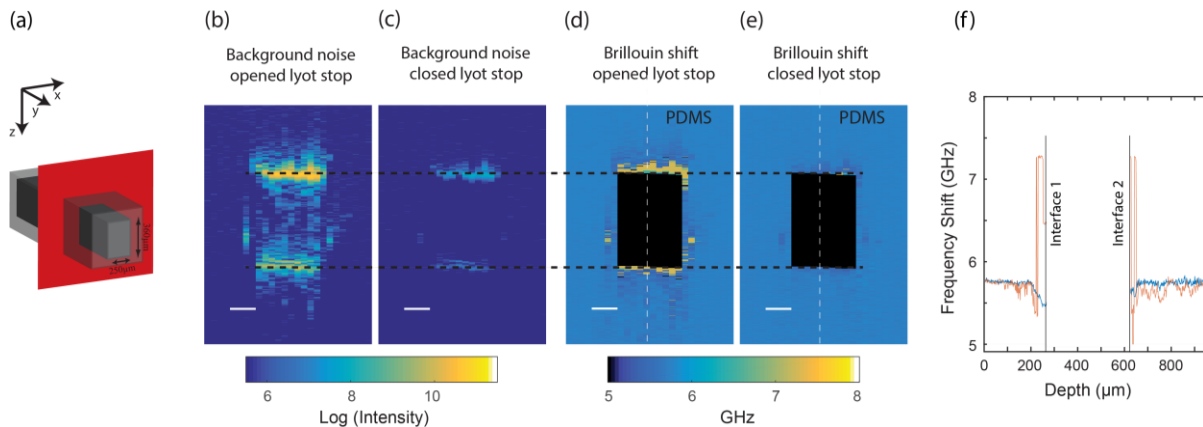 (a)
(b)
(c)
(d)
(e)
(f)
Background noise
opened lyot stop
Background noise
closed lyot stop
Brillouin shift
opened lyot stop
Brillouin shift
closed lyot stop
x
y
z
360µm
250µm
PDMS
PDMS
6
8
10
Log (Intensity)
5
6
7
8
GHz
8
7
6
5
Frequency Shift (GHz)
Interface 1
Interface 2
0
200
400
600
800
Depth (µm)